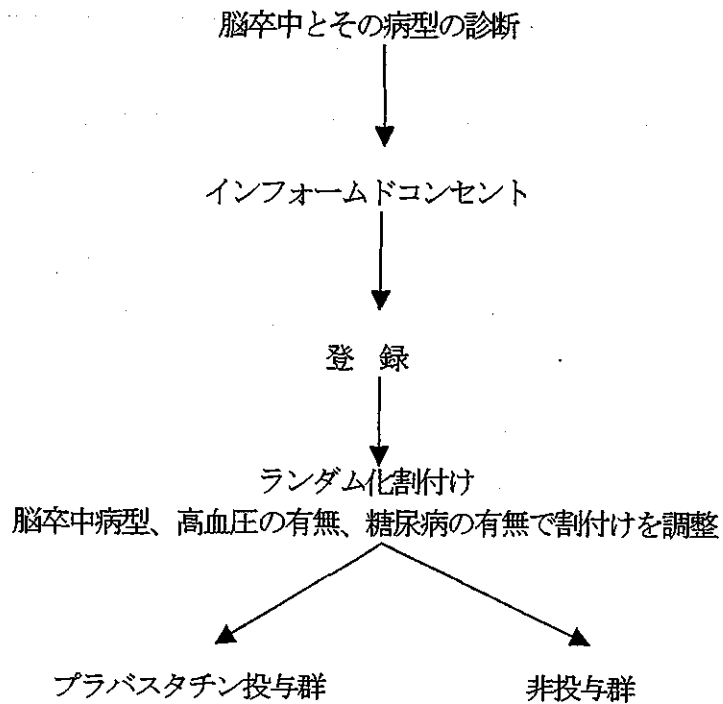 脳卒中とその病型の診断
インフォームドコンセント
登 録
ランダム化割付け
脳卒中病型、高血圧の有無、糖尿病の有無で割付けを調整
プラバスタチン投与群
非投与群